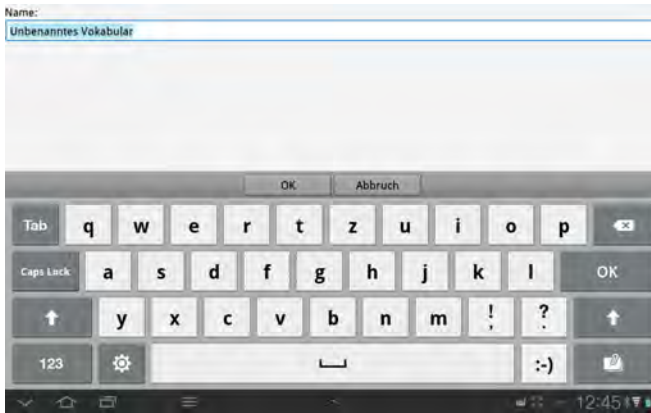 Name:
Unbenanntes Vokabular
OK Abbruch
Tab q w e r t z u i o p
Caps Lock a s d f g h j k l OK
y x c v b n m ! , ? .
123 :-)
12:45